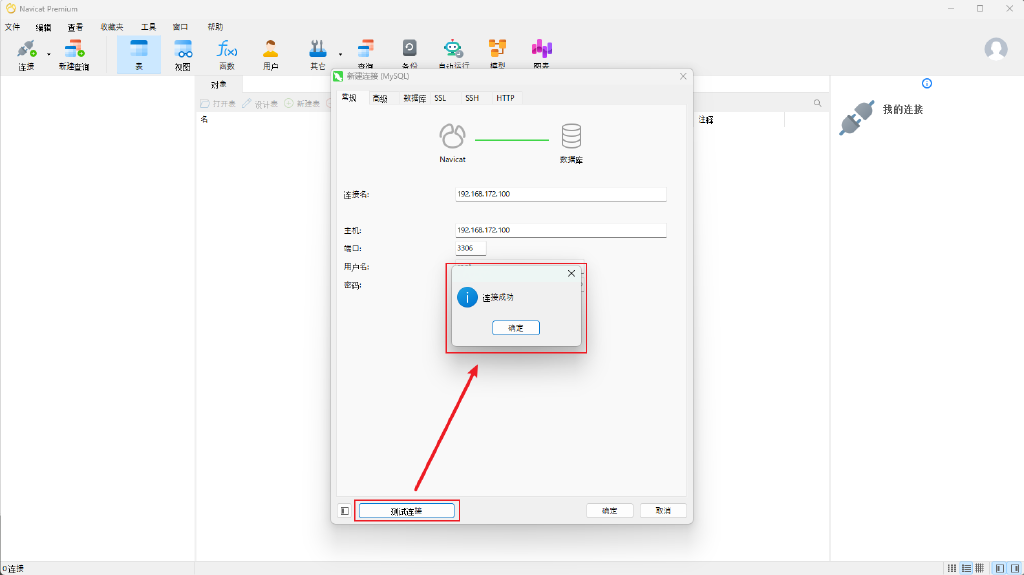 Navicat Premium
文件 编辑 查看 收藏夹 工具 窗口 帮助
连接 新建查询 表 视图 函数 用户 其它 查询 备份 自动运行 模型 图表
新建连接 (MySQL)
对象
常规 高级 数据库 SSL SSH HTTP
打开表 设计表 新建表
名
注释
我的连接
Navicat
数据库
连接名: 192.168.172.100
主机: 192.168.172.100
端口: 3306
用户名:
密码:
连接成功
确定
测试连接
确定 取消
0连接